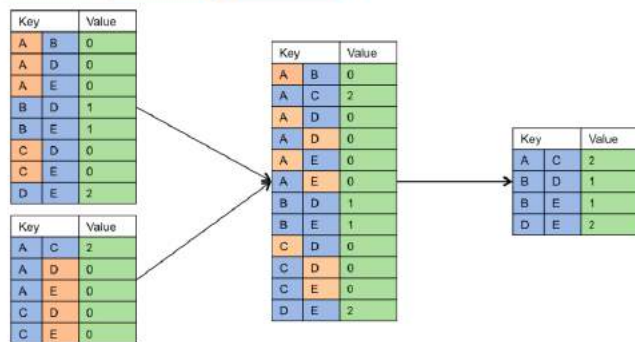 Key Value
A B 0
A D 0
A E 0
B D 1
B E 1
C D 0
C E 0
D E 2
Key Value
A C 2
A D 0
A E 0
C D 0
C E 0
Key Value
A B 0
A C 2
A D 0
A D 0
A E 0
A E 0
B D 1
B E 1
C D 0
C D 0
C E 0
D E 2
Key Value
A C 2
B D 1
B E 1
D E 2